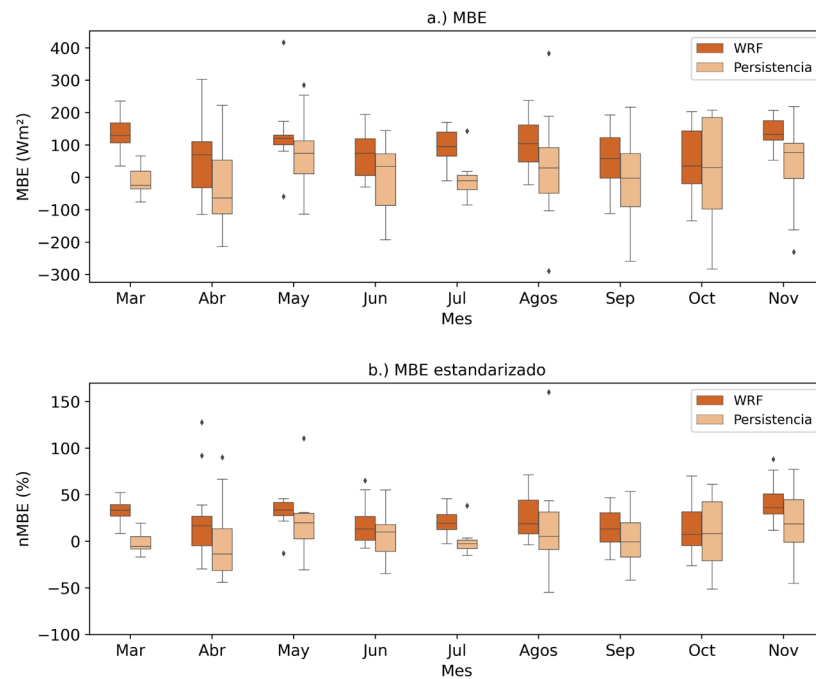 a.) MBE
400
300
200
100
0
−100
−200
−300
MBE (Wm²)
WRF
Persistencia
Mar Abr May Jun Jul Agos Sep Oct Nov
Mes
b.) MBE estandarizado
150
100
50
0
−50
−100
nMBE (%)
WRF
Persistencia
Mar Abr May Jun Jul Agos Sep Oct Nov
Mes